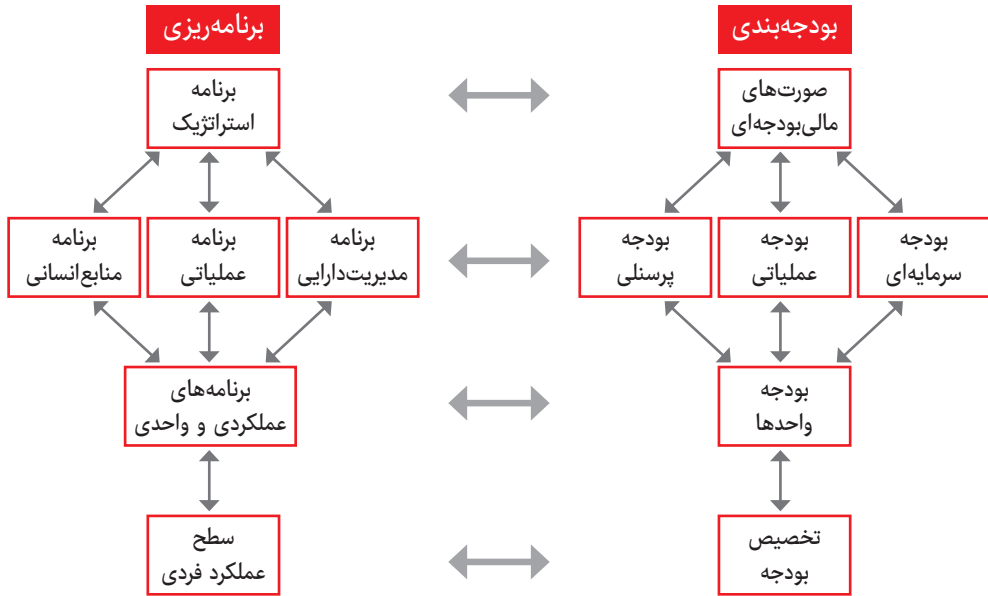 بودجه‌بندی
برنامه‌ریزی
صورت‌های
مالی‌بودجه‌ای
برنامه
استراتژیک
بودجه
سرمایه‌ای
بودجه
عملیاتی
بودجه
پرسنلی
برنامه
مدیریت‌دارایی
برنامه
عملیاتی
برنامه
منابع‌انسانی
بودجه
واحدها
برنامه‌های
عملکردی و واحدی
تخصیص
بودجه
سطح
عملکرد فردی